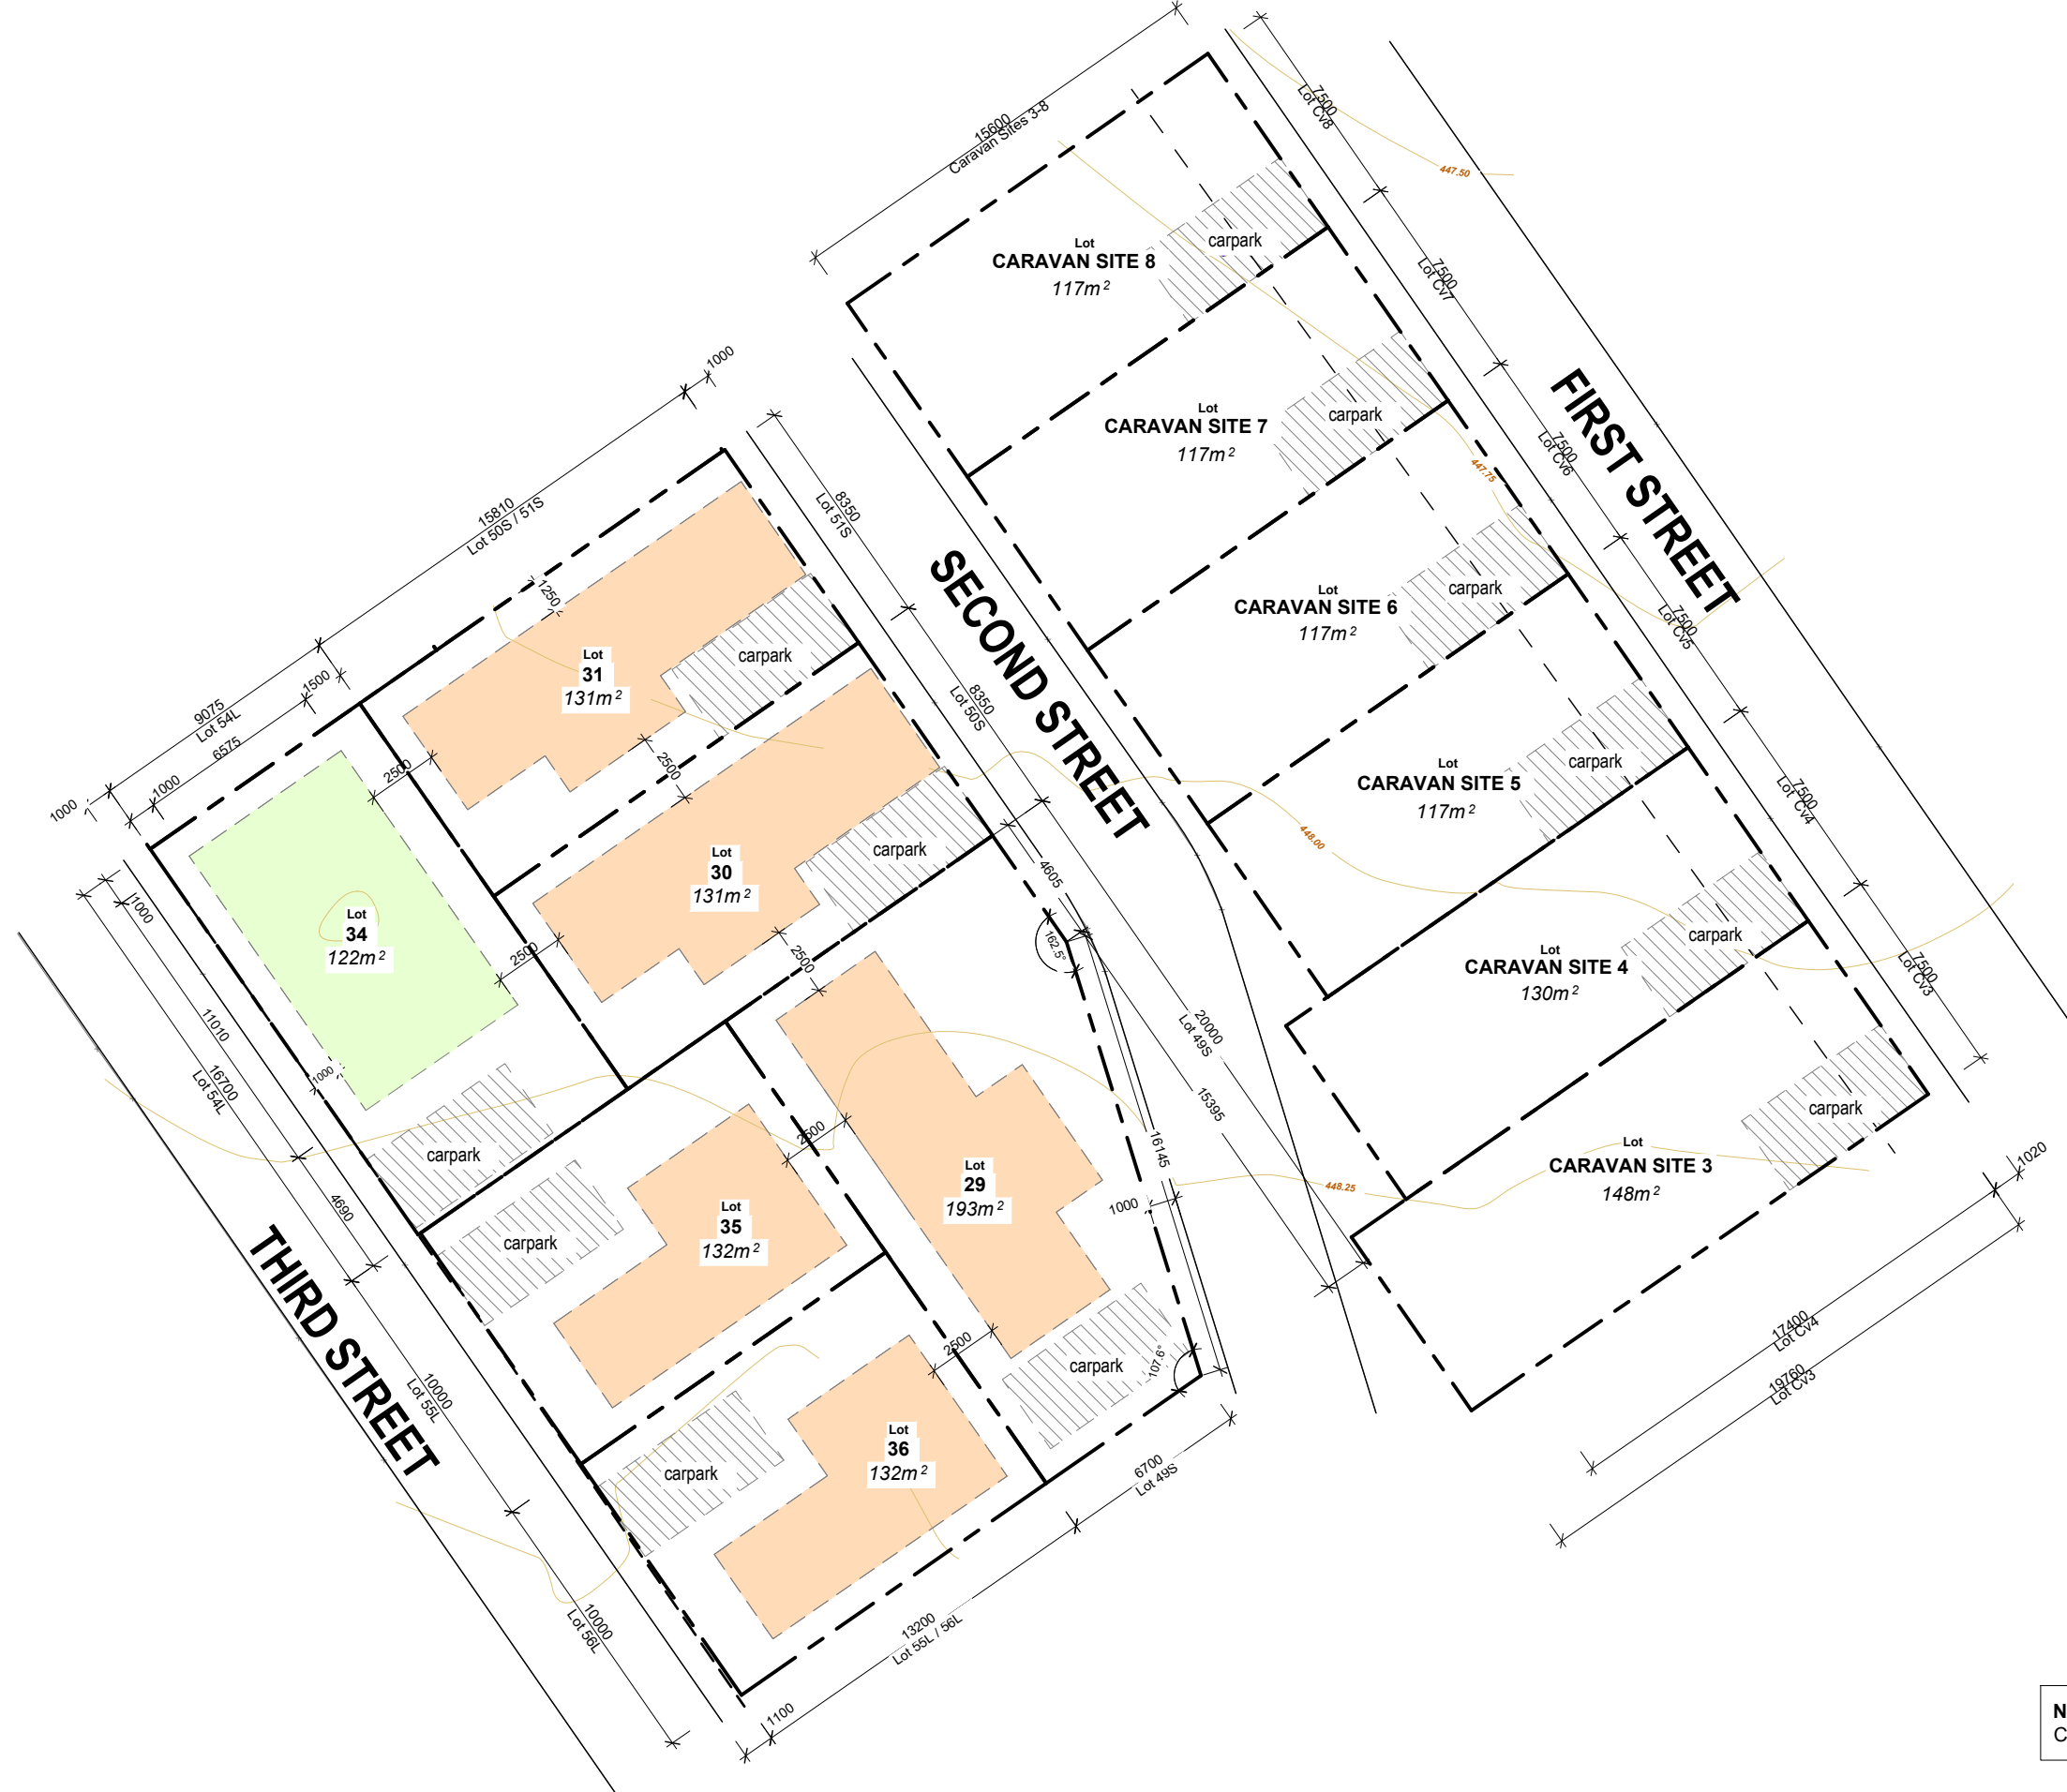 15600
Caravan Sites 3-8
7500
Lot Cv8
447.50
Lot
CARAVAN SITE 8
117m²
carpark
7500
Lot Cv7
1000
15810
Lot 50S / 51S
8350
Lot 51S
Lot
CARAVAN SITE 7
117m²
carpark
447.75
7500
Lot Cv6
FIRST STREET
SECOND STREET
1250
Lot
31
131m²
carpark
Lot
CARAVAN SITE 6
117m²
carpark
7500
Lot Cv5
9075
Lot 54L
1500
6575
1000
1000
2500
2500
8350
Lot 50S
Lot
CARAVAN SITE 5
117m²
carpark
7500
Lot Cv4
448.00
Lot
30
131m²
carpark
4605
1000
Lot
34
122m²
2500
2500
162.5°
Lot
CARAVAN SITE 4
130m²
carpark
7500
Lot Cv3
11010
16700
Lot 54L
1000
20000
Lot 49S
15395
carpark
2500
16145
carpark
Lot
CARAVAN SITE 3
148m²
1020
4690
carpark
Lot
35
132m²
Lot
29
193m²
1000
448.25
THIRD STREET
2500
carpark
107.6°
17400
Lot Cv4
19760
Lot Cv3
10000
Lot 55L
carpark
Lot
36
132m²
6700
Lot 49S
10000
Lot 56L
13200
Lot 55L / 56L
1100
N
C